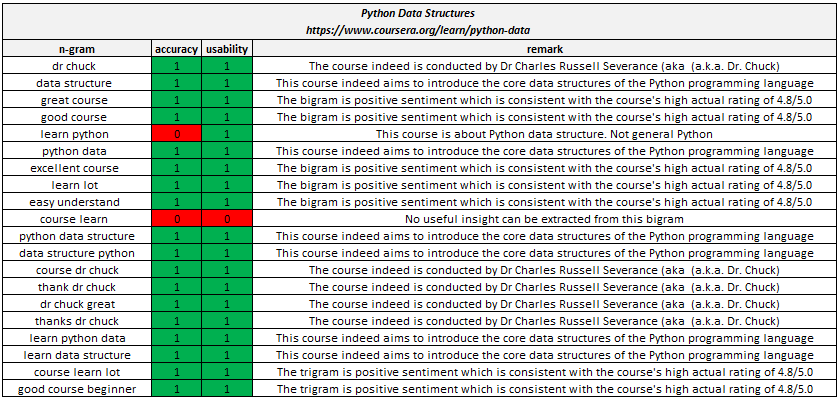 Python Data Structures
https://www.coursera.org/learn/python-data
n-gram accuracy usability remark
dr chuck 1 1 The course indeed is conducted by Dr Charles Russell Severance (aka (a.k.a. Dr. Chuck)
data structure 1 1 This course indeed aims to introduce the core data structures of the Python programming language
great course 1 1 The bigram is positive sentiment which is consistent with the course's high actual rating of 4.8/5.0
good course 1 1 The bigram is positive sentiment which is consistent with the course's high actual rating of 4.8/5.0
learn python 0 1 This course is about Python data structure. Not general Python
python data 1 1 This course indeed aims to introduce the core data structures of the Python programming language
excellent course 1 1 The bigram is positive sentiment which is consistent with the course's high actual rating of 4.8/5.0
learn lot 1 1 The bigram is positive sentiment which is consistent with the course's high actual rating of 4.8/5.0
easy understand 1 1 The bigram is positive sentiment which is consistent with the course's high actual rating of 4.8/5.0
course learn 0 0 No useful insight can be extracted from this bigram
python data structure 1 1 This course indeed aims to introduce the core data structures of the Python programming language
data structure python 1 1 This course indeed aims to introduce the core data structures of the Python programming language
course dr chuck 1 1 The course indeed is conducted by Dr Charles Russell Severance (aka (a.k.a. Dr. Chuck)
thank dr chuck 1 1 The course indeed is conducted by Dr Charles Russell Severance (aka (a.k.a. Dr. Chuck)
dr chuck great 1 1 The course indeed is conducted by Dr Charles Russell Severance (aka (a.k.a. Dr. Chuck)
thanks dr chuck 1 1 The course indeed is conducted by Dr Charles Russell Severance (aka (a.k.a. Dr. Chuck)
learn python data 1 1 This course indeed aims to introduce the core data structures of the Python programming language
learn data structure 1 1 This course indeed aims to introduce the core data structures of the Python programming language
course learn lot 1 1 The trigram is positive sentiment which is consistent with the course's high actual rating of 4.8/5.0
good course beginner 1 1 The trigram is positive sentiment which is consistent with the course's high actual rating of 4.8/5.0